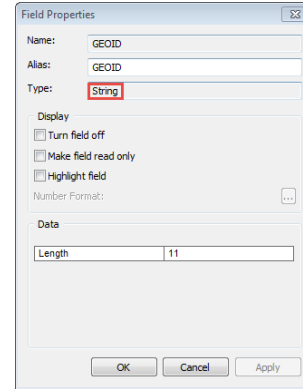 Field Properties
Name: GEOID
Alias: GEOID
Type: String
Display
Turn field off
Make field read only
Highlight field
Number Format: ...
Data
Length 11
OK Cancel Apply